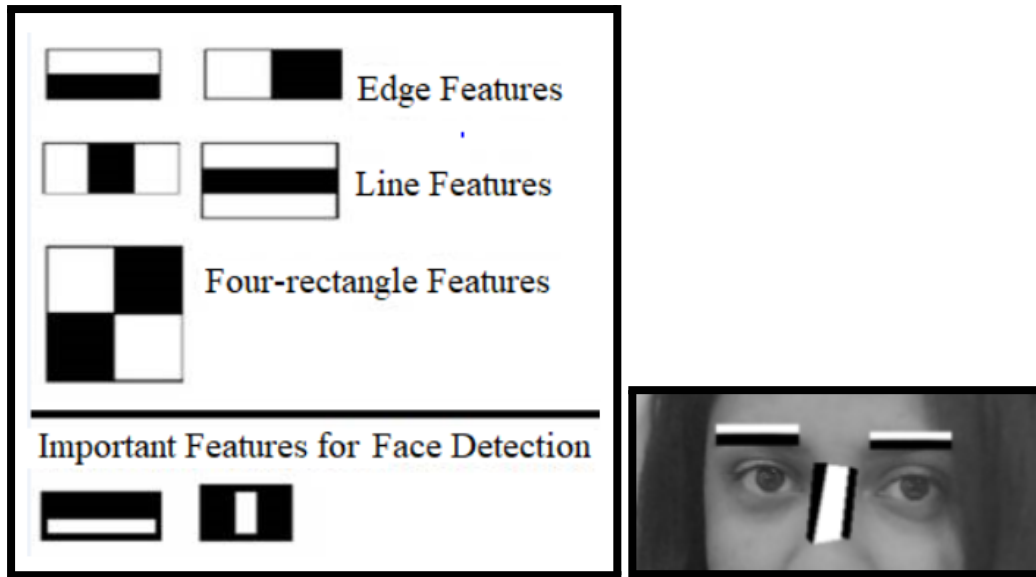 Edge Features
Line Features
Four-rectangle Features
Important Features for Face Detection